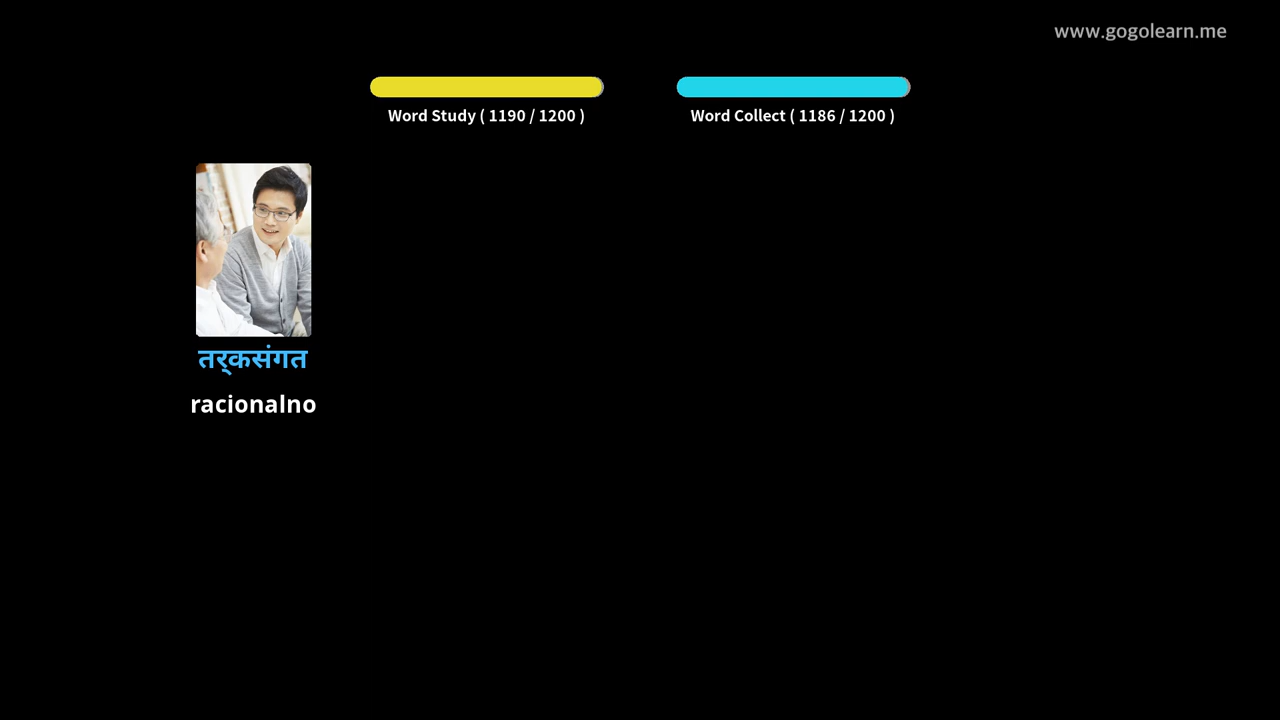 www.gogolearn.me
Word Study ( 1190 / 1200 )
Word Collect ( 1186 / 1200 )
तर्कसंगत
racionalno